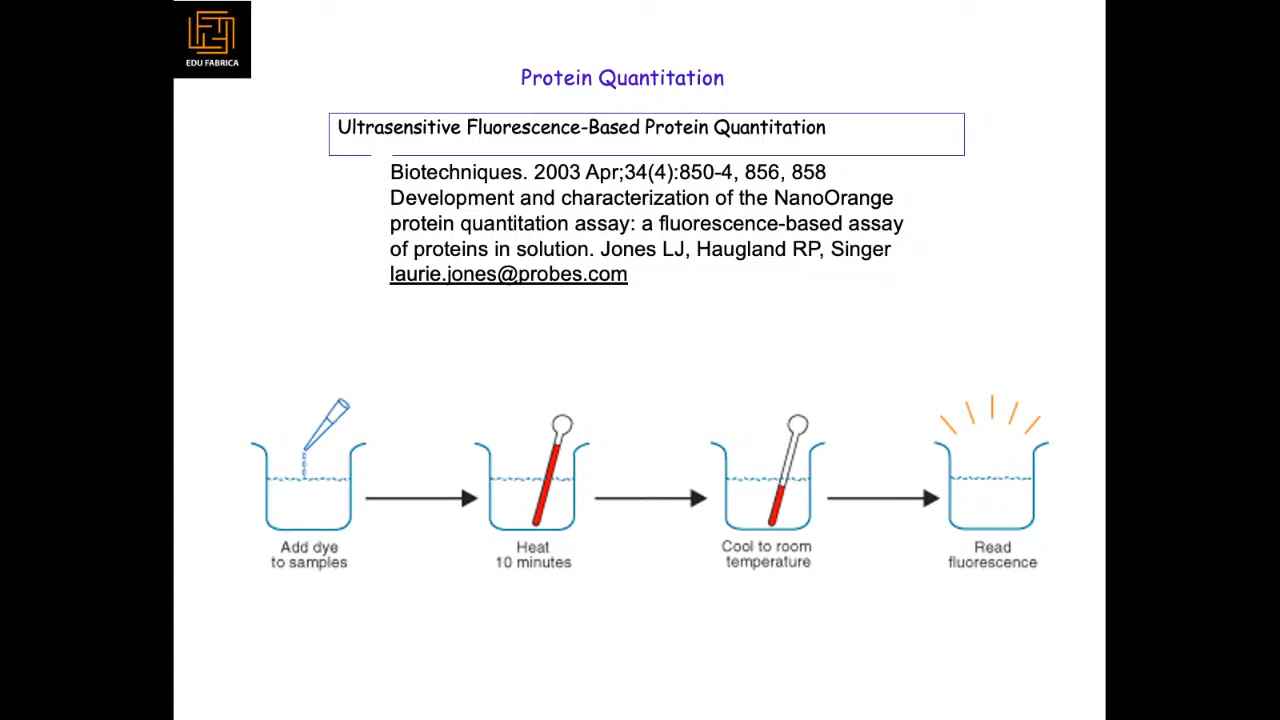 EDU FABRICA
Protein Quantitation
Ultrasensitive Fluorescence-Based Protein Quantitation
Biotechniques. 2003 Apr;34(4):850-4, 856, 858
Development and characterization of the NanoOrange
protein quantitation assay: a fluorescence-based assay
of proteins in solution. Jones LJ, Haugland RP, Singer
laurie.jones@probes.com
Add dye
to samples
Heat
10 minutes
Cool to room
temperature
Read
fluorescence